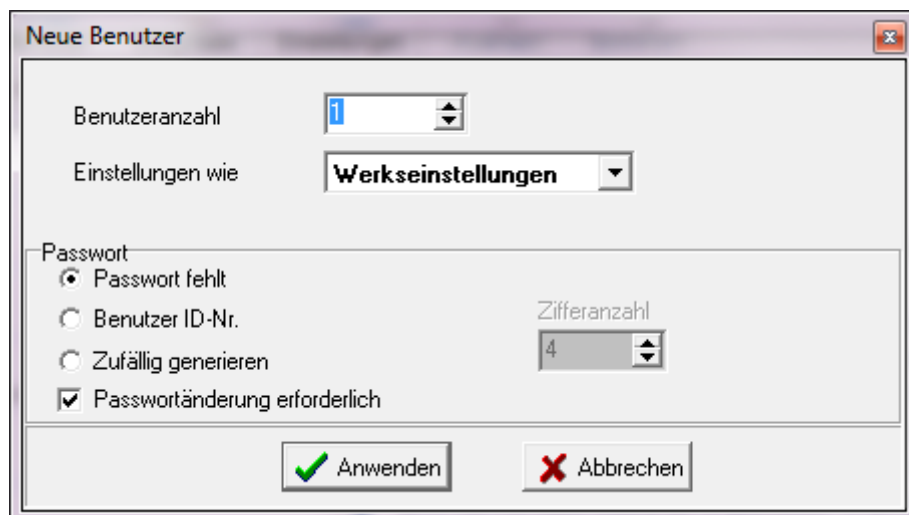 Neue Benutzer
Benutzeranzahl 1
Einstellungen wie Werkseinstellungen
Passwort
Passwort fehlt
Benutzer ID-Nr. Zifferanzahl
4
Zufällig generieren
Passwortänderung erforderlich
Anwenden Abbrechen